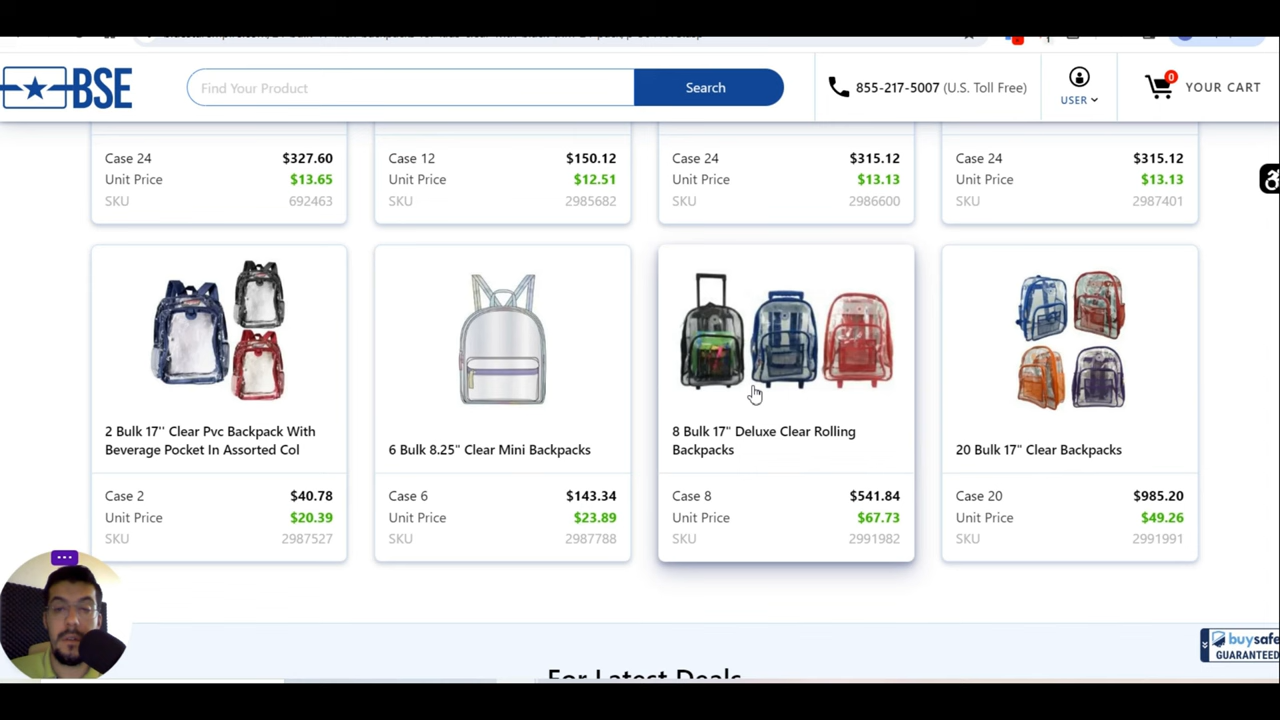 BSE
Find Your Product
Search
855-217-5007 (U.S. Toll Free)
USER
0
YOUR CART
Case 24 $327.60
Unit Price $13.65
SKU 692463
Case 12 $150.12
Unit Price $12.51
SKU 2985682
Case 24 $315.12
Unit Price $13.13
SKU 2986600
Case 24 $315.12
Unit Price $13.13
SKU 2987401
2 Bulk 17'' Clear Pvc Backpack With
Beverage Pocket In Assorted Col
Case 2 $40.78
Unit Price $20.39
SKU 2987527
6 Bulk 8.25" Clear Mini Backpacks
Case 6 $143.34
Unit Price $23.89
SKU 2987788
8 Bulk 17" Deluxe Clear Rolling
Backpacks
Case 8 $541.84
Unit Price $67.73
SKU 2991982
20 Bulk 17" Clear Backpacks
Case 20 $985.20
Unit Price $49.26
SKU 2991991
buysafe
GUARANTEED
For Latest Deals